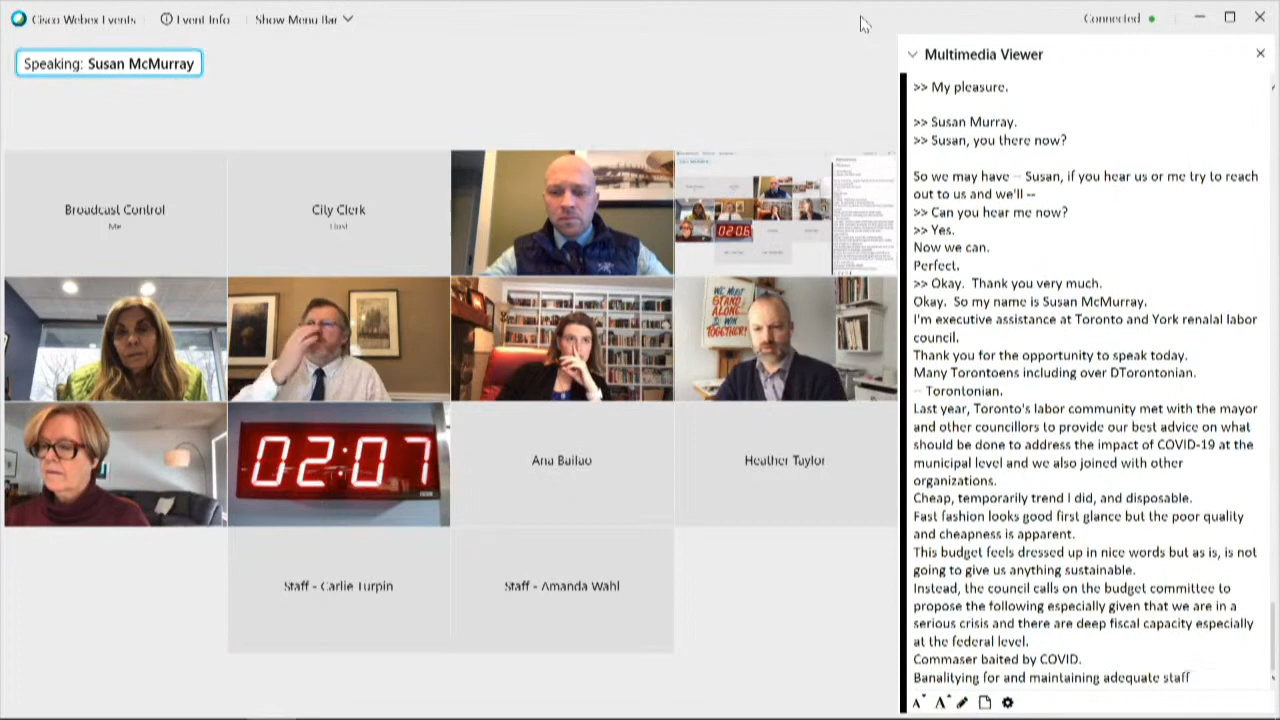 Cisco Webex Events
Event Info
Show Menu Bar
Connected
Speaking: Susan McMurray
Broadcast Control
Me
City Clerk
Host
02:06
WE MUST
STAND
ALONE
TO WIN
TOGETHER!
02:07
Ana Bailao
Heather Taylor
Staff - Carlie Turpin
Staff - Amanda Wahl
Multimedia Viewer
>> My pleasure.
>> Susan Murray.
>> Susan, you there now?
So we may have -- Susan, if you hear us or me try to reach
out to us and we'll --
>> Can you hear me now?
>> Yes.
Now we can.
Perfect.
>> Okay. Thank you very much.
Okay. So my name is Susan McMurray.
I'm executive assistance at Toronto and York renalal labor
council.
Thank you for the opportunity to speak today.
Many Torontoens including over DTorontonian.
-- Torontonian.
Last year, Toronto's labor community met with the mayor
and other councillors to provide our best advice on what
should be done to address the impact of COVID-19 at the
municipal level and we also joined with other
organizations.
Cheap, temporarily trend I did, and disposable.
Fast fashion looks good first glance but the poor quality
and cheapness is apparent.
This budget feels dressed up in nice words but as is, is not
going to give us anything sustainable.
Instead, the council calls on the budget committee to
propose the following especially given that we are in a
serious crisis and there are deep fiscal capacity especially
at the federal level.
Commaser baited by COVID.
Banalitying for and maintaining adequate staff